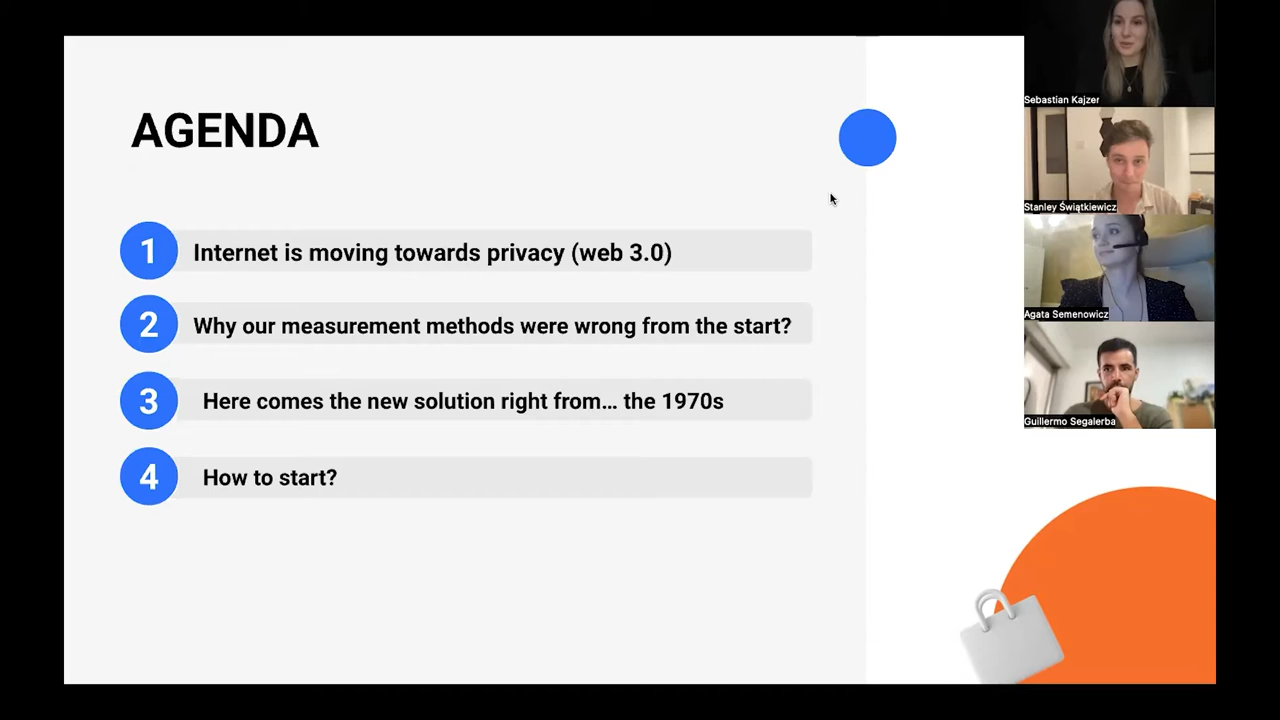 AGENDA
1 Internet is moving towards privacy (web 3.0)
2 Why our measurement methods were wrong from the start?
3 Here comes the new solution right from... the 1970s
4 How to start?
Sebastian Kajzer
Stanley Świątkiewicz
Agata Semenowicz
Guillermo Segalerba